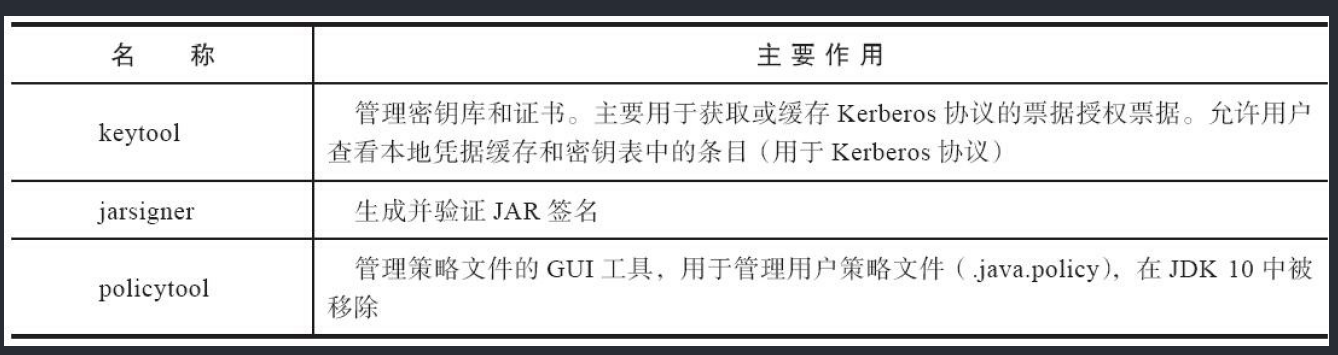 名 称 主要作用
keytool 管理密钥库和证书。主要用于获取或缓存 Kerberos 协议的票据授权票据。允许用户
查看本地凭据缓存和密钥表中的条目（用于 Kerberos 协议）
jarsigner 生成并验证 JAR 签名
policytool 管理策略文件的 GUI 工具，用于管理用户策略文件（.java.policy），在 JDK 10 中被
移除